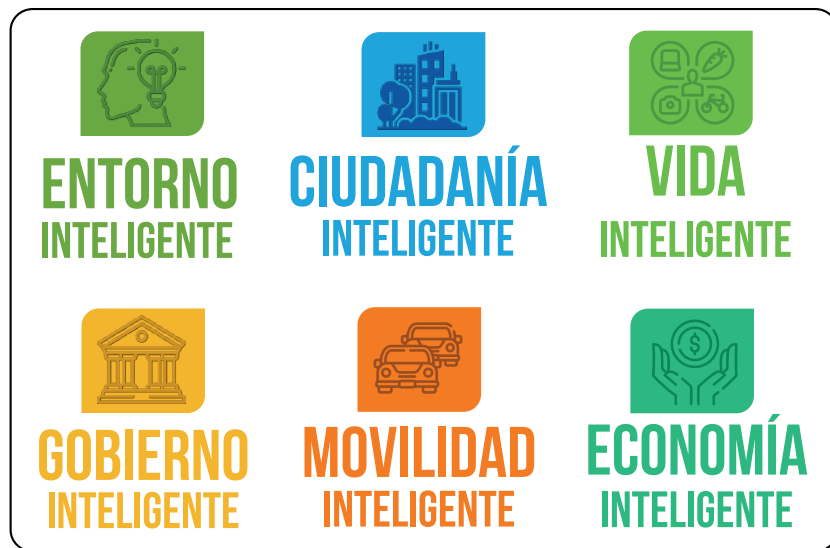 ENTORNO
INTELIGENTE
CIUDADANÍA
INTELIGENTE
VIDA
INTELIGENTE
GOBIERNO
INTELIGENTE
MOVILIDAD
INTELIGENTE
$
ECONOMÍA
INTELIGENTE